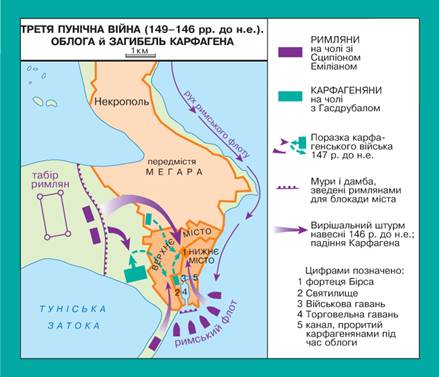 ТРЕТЯ ПУНІЧНА ВІЙНА (149–146 рр. до н.е.).
ОБЛОГА й ЗАГИБЕЛЬ КАРФАГЕНА
1км
Некрополь
рух римського флоту
передмістя
МЕГАРА
табір
римлян
ВЕРХНЄ
МІСТО
1 НИЖНЄ
МІСТО
3 5
2 4
ТУНІСЬКА
ЗАТОКА
римський флот
РИМЛЯНИ
на чолі зі
Сципіоном
Еміліаном
КАРФАГЕНЯНИ
на чолі
з Гасдрубалом
Поразка карфа-
генського війська
147 р. до н.е.
Мури і дамба,
зведені римлянами
для блокади міста
Вирішальний штурм
навесні 146 р. до н.е.;
падіння Карфагена
Цифрами позначено:
1 фортеця Бірса
2 Святилище
3 Військова гавань
4 Торговельна гавань
5 канал, проритий
карфагенянами під
час облоги